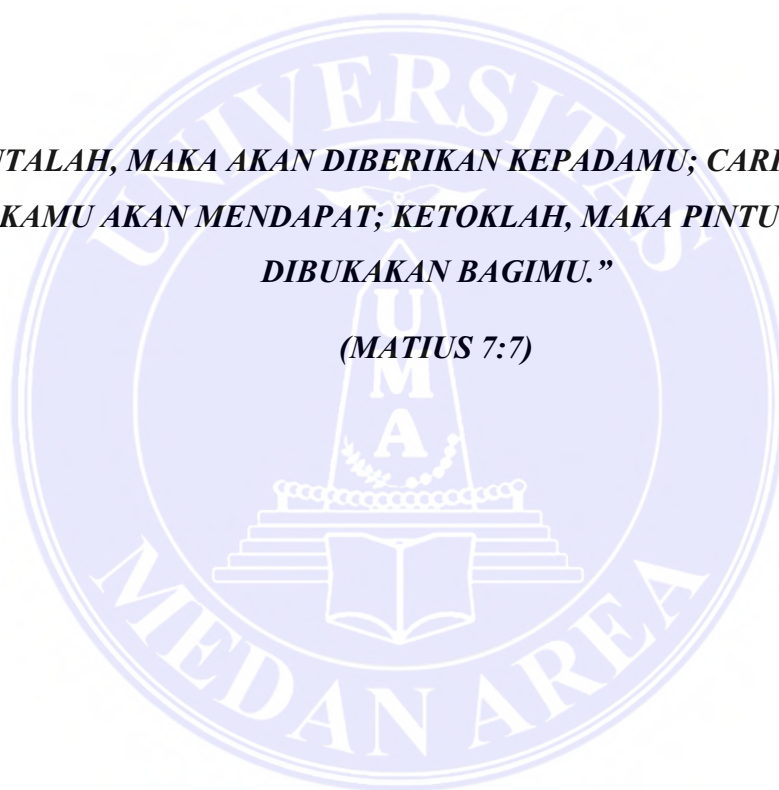 NTALAH, MAKA AKAN DIBERIKAN KEPADAMU; CARI
KAMU AKAN MENDAPAT; KETOKLAH, MAKA PINTU
DIBUKAKAN BAGIMU.”
(MATIUS 7:7)
UNIVERSITAS
UMA
MEDAN AREA